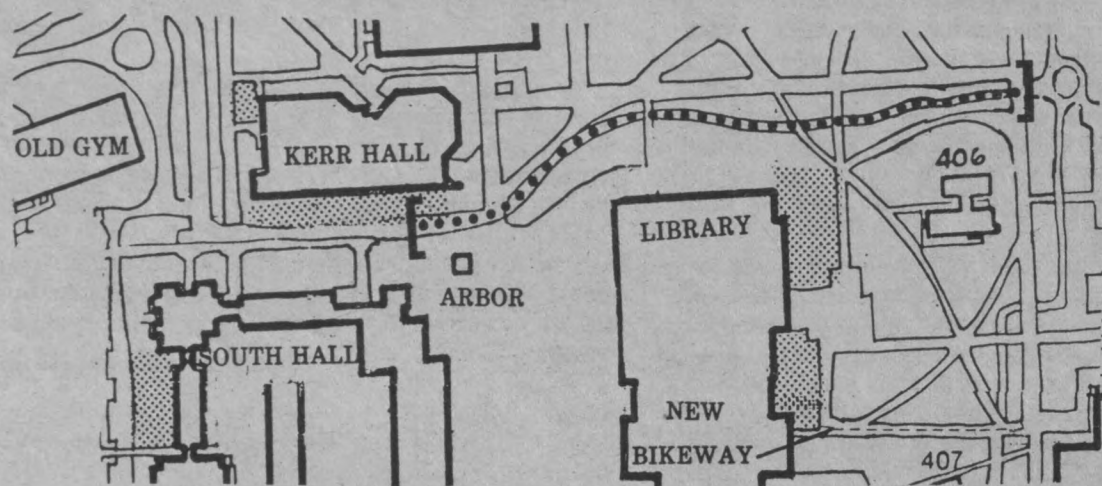 OLD GYM
KERR HALL
406
LIBRARY
ARBOR
SOUTH HALL
NEW
BIKEWAY
407